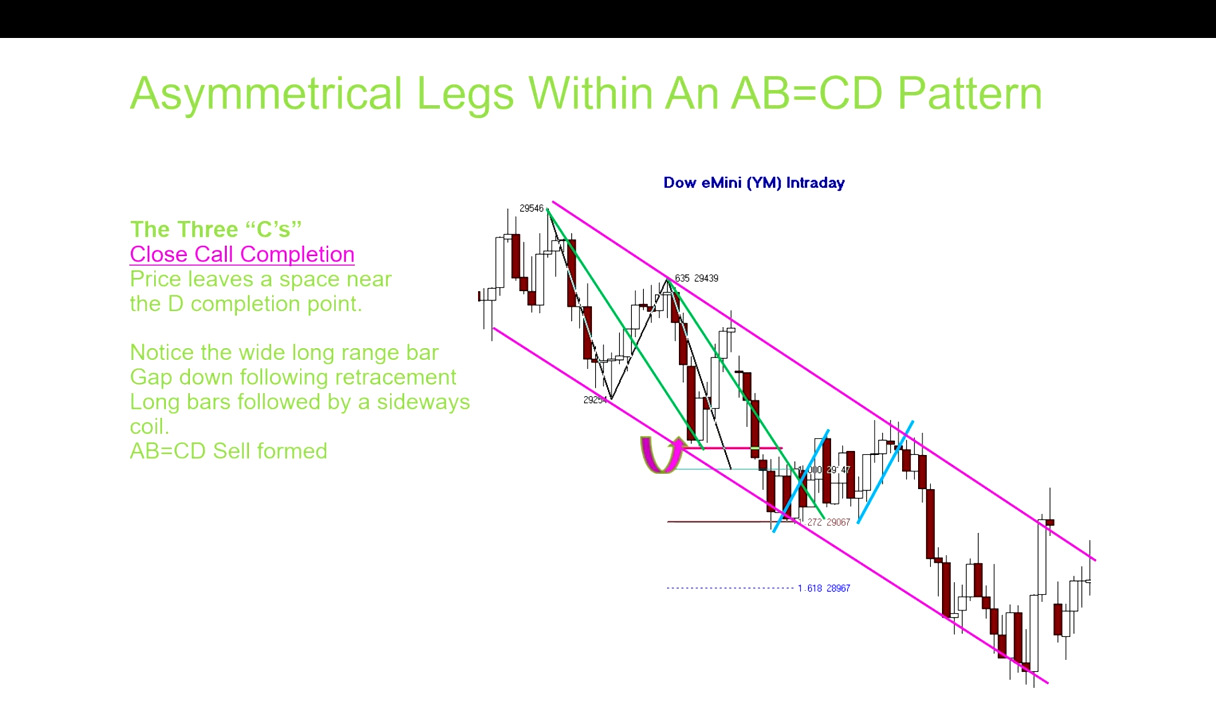 Asymmetrical Legs Within An AB=CD Pattern
Dow eMini (YM) Intraday
The Three “C’s”
Close Call Completion
Price leaves a space near
the D completion point.
Notice the wide long range bar
Gap down following retracement
Long bars followed by a sideways
coil.
AB=CD Sell formed
29546
.635 29439
29254
272 29067
1.618 28967